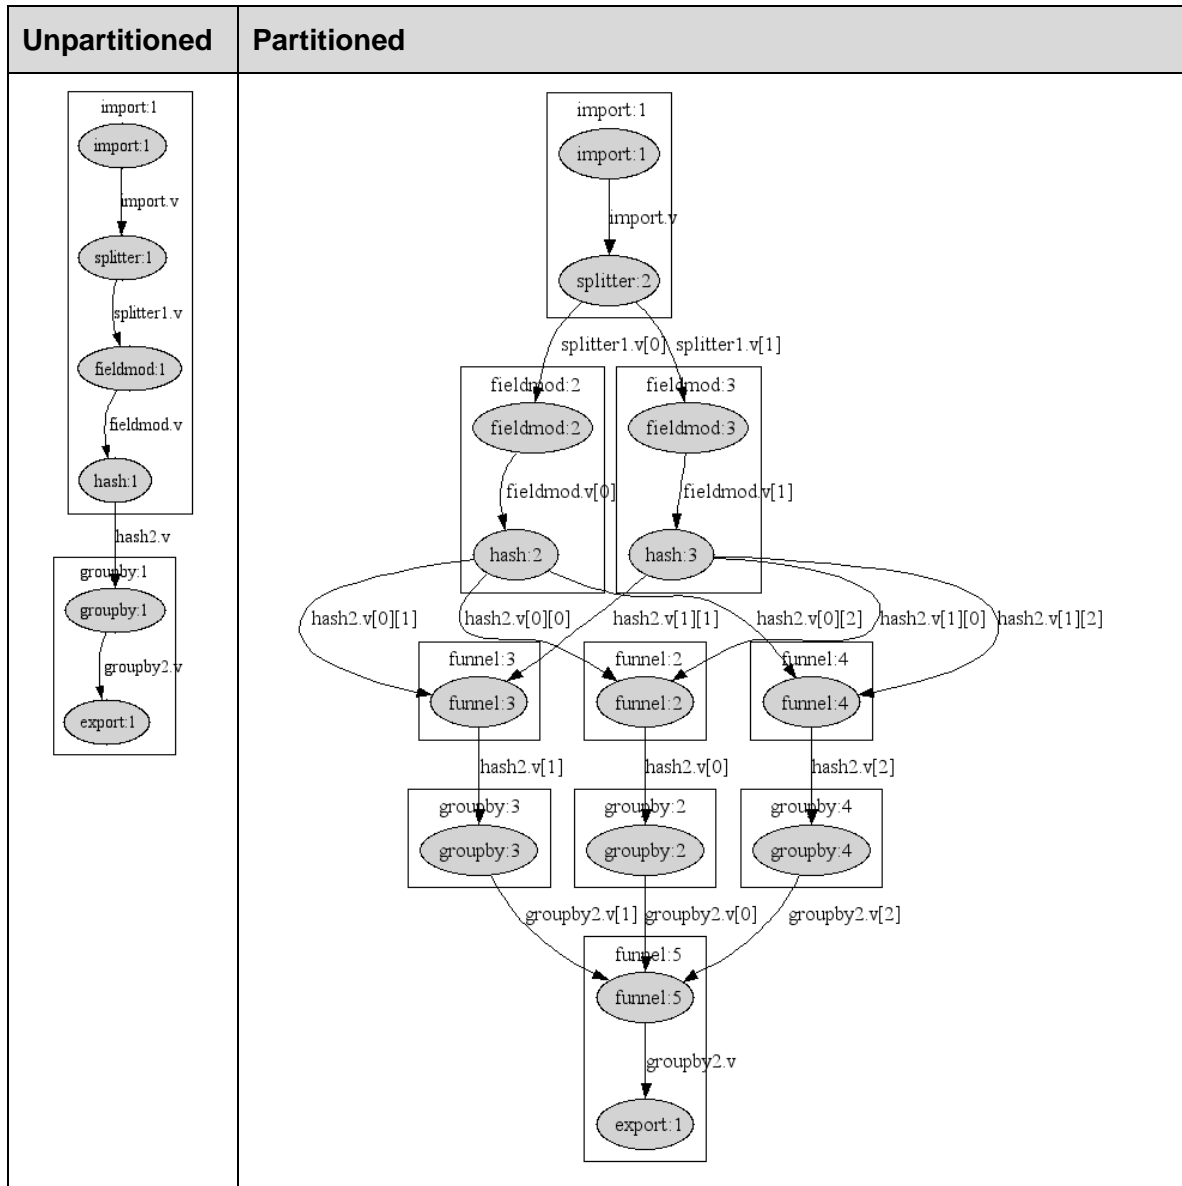 Unpartitioned
Partitioned
import:1
import:1
import.v
splitter:1
splitter1.v
fieldmod:1
fieldmod.v
hash:1
hash2.v
groupby:1
groupby:1
groupby2.v
export:1
import:1
import:1
import.v
splitter:2
splitter1.v[0] splitter1.v[1]
fieldmod:2 fieldmod:3
fieldmod:2 fieldmod:3
fieldmod.v[0] fieldmod.v[1]
hash:2 hash:3
hash2.v[0][1] hash2.v[0][0] hash2.v[1][1] hash2.v[0][2] hash2.v[1][0] hash2.v[1][2]
funnel:3 funnel:2 funnel:4
funnel:3 funnel:2 funnel:4
hash2.v[1] hash2.v[0] hash2.v[2]
groupby:3 groupby:2 groupby:4
groupby:3 groupby:2 groupby:4
groupby2.v[1] groupby2.v[0] groupby2.v[2]
funnel:5
funnel:5
groupby2.v
export:1